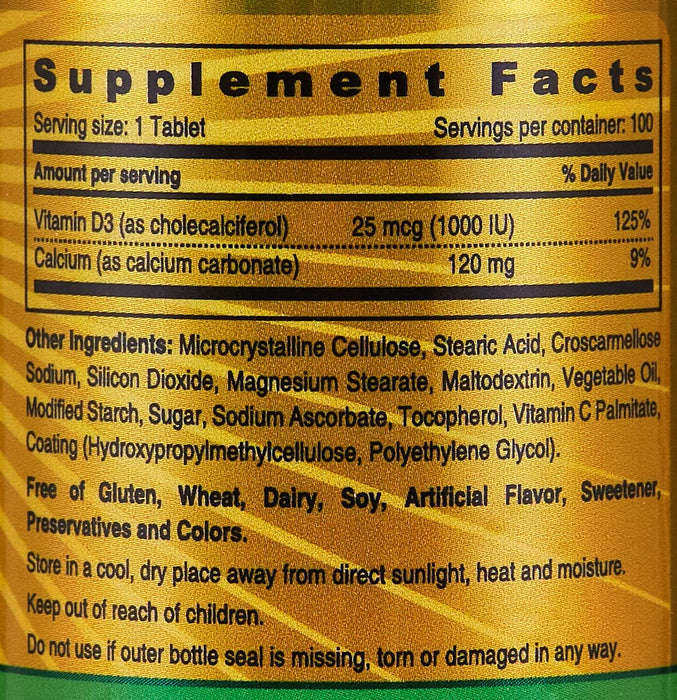 Supplement Facts
Serving size: 1 Tablet Servings per container: 100
Amount per serving % Daily Value
Vitamin D3 (as cholecalciferol) 25 mcg (1000 IU) 125%
Calcium (as calcium carbonate) 120 mg 9%
Other Ingredients: Microcrystalline Cellulose, Stearic Acid, Croscarmellose
Sodium, Silicon Dioxide, Magnesium Stearate, Maltodextrin, Vegetable Oil,
Modified Starch, Sugar, Sodium Ascorbate, Tocopherol, Vitamin C Palmitate,
Coating (Hydroxypropylmethylcellulose, Polyethylene Glycol).
Free of Gluten, Wheat, Dairy, Soy, Artificial Flavor, Sweetener,
Preservatives and Colors.
Store in a cool, dry place away from direct sunlight, heat and moisture.
Keep out of reach of children.
Do not use if outer bottle seal is missing, torn or damaged in any way.